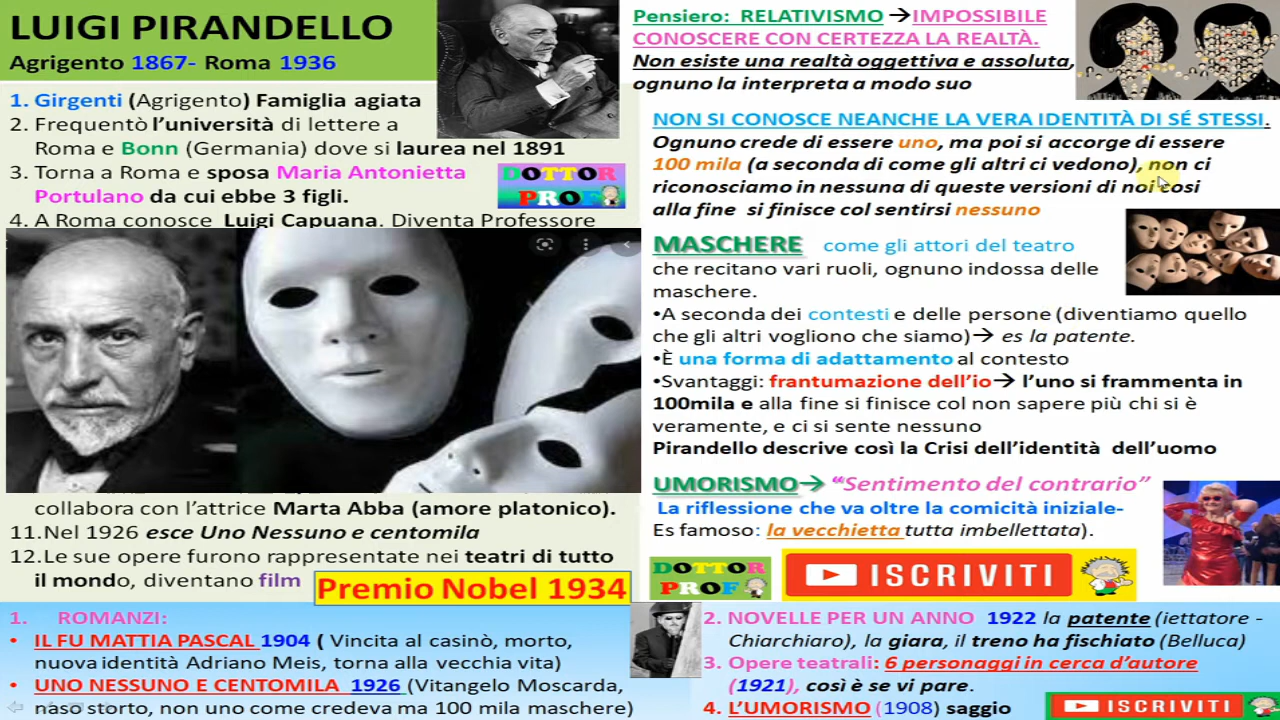 LUIGI PIRANDELLO
Agrigento 1867- Roma 1936
1. Girgenti (Agrigento) Famiglia agiata
2. Frequentò l'università di lettere a
Roma e Bonn (Germania) dove si laurea nel 1891
3. Torna a Roma e sposa Maria Antonietta
Portulano da cui ebbe 3 figli.
DOTTOR
PROF
4. A Roma conosce Luigi Capuana. Diventa Professore
collabora con l'attrice Marta Abba (amore platonico).
11.Nel 1926 esce Uno Nessuno e centomila
12.Le sue opere furono rappresentate nei teatri di tutto
il mondo, diventano film
Premio Nobel 1934
Pensiero: RELATIVISMO →IMPOSSIBILE
CONOSCERE CON CERTEZZA LA REALTÀ.
Non esiste una realtà oggettiva e assoluta,
ognuno la interpreta a modo suo
NON SI CONOSCE NEANCHE LA VERA IDENTITÀ DI SÉ STESSI.
Ognuno crede di essere uno, ma poi si accorge di essere
100 mila (a seconda di come gli altri ci vedono), non ci
riconosciamo in nessuna di queste versioni di noi così
alla fine si finisce col sentirsi nessuno
MASCHERE come gli attori del teatro
che recitano vari ruoli, ognuno indossa delle
maschere.
•A seconda dei contesti e delle persone (diventiamo quello
che gli altri vogliono che siamo)→ es la patente.
•È una forma di adattamento al contesto
•Svantaggi: frantumazione dell'io→ l'uno si frammenta in
100mila e alla fine si finisce col non sapere più chi si è
veramente, e ci si sente nessuno
Pirandello descrive così la Crisi dell'identità dell'uomo
UMORISMO→ “Sentimento del contrario”
La riflessione che va oltre la comicità iniziale-
Es famoso: la vecchietta tutta imbellettata).
DOTTOR
PROF
ISCRIVITI
1. ROMANZI:
• IL FU MATTIA PASCAL 1904 ( Vincita al casinò, morto,
nuova identità Adriano Meis, torna alla vecchia vita)
• UNO NESSUNO E CENTOMILA 1926 (Vitangelo Moscarda,
naso storto, non uno come credeva ma 100 mila maschere)
2. NOVELLE PER UN ANNO 1922 la patente (iettatore -
Chiarchiaro), la giara, il treno ha fischiato (Belluca)
3. Opere teatrali: 6 personaggi in cerca d'autore
(1921), così è se vi pare.
4. L'UMORISMO (1908) saggio
ISCRIVITI